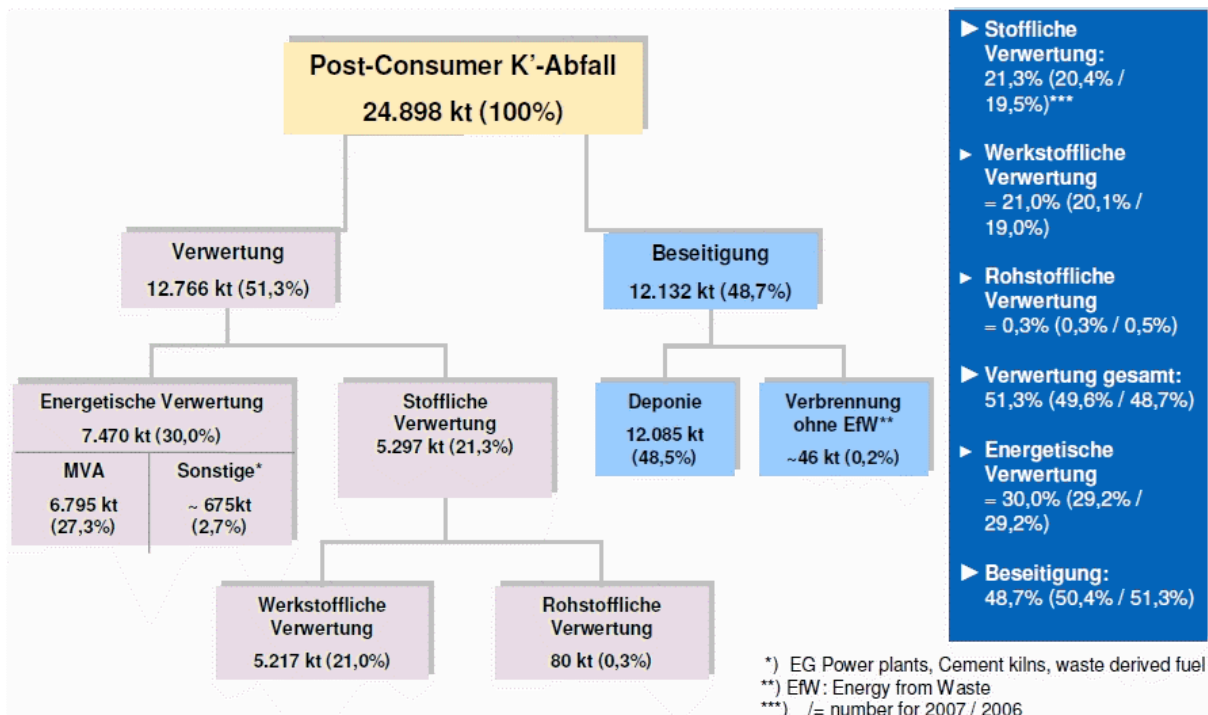 Post-Consumer K'-Abfall
24.898 kt (100%)
Verwertung
12.766 kt (51,3%)
Beseitigung
12.132 kt (48,7%)
Energetische Verwertung
7.470 kt (30,0%)
MVA
6.795 kt
(27,3%)
Sonstige*
~ 675kt
(2,7%)
Stoffliche
Verwertung
5.297 kt (21,3%)
Deponie
12.085 kt
(48,5%)
Verbrennung
ohne EfW**
~46 kt (0,2%)
Werkstoffliche
Verwertung
5.217 kt (21,0%)
Rohstoffliche
Verwertung
80 kt (0,3%)
Stoffliche
Verwertung:
21,3% (20,4% /
19,5%)***
Werkstoffliche
Verwertung
= 21,0% (20,1% /
19,0%)
Rohstoffliche
Verwertung
= 0,3% (0,3% / 0,5%)
Verwertung gesamt:
51,3% (49,6% / 48,7%)
Energetische
Verwertung
= 30,0% (29,2% /
29,2%)
Beseitigung:
48,7% (50,4% / 51,3%)
*) EG Power plants, Cement kilns, waste derived fuel
**) EfW: Energy from Waste
***) /= number for 2007 / 2006